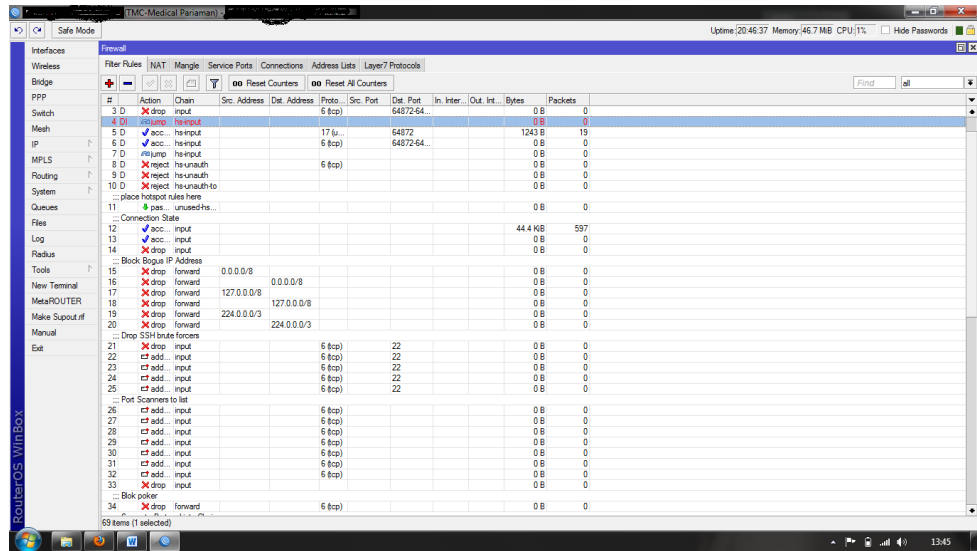 (TMC-Medical Pariaman) -
Safe Mode Uptime: 20:46:37 Memory: 46.7 MiB CPU: 1% Hide Passwords
Interfaces
Wireless
Bridge
PPP
Switch
Mesh
IP
MPLS
Routing
System
Queues
Files
Log
Radius
Tools
New Terminal
MetaROUTER
Make Supout.rif
Manual
Exit
RouterOS WinBox
Firewall
Filter Rules NAT Mangle Service Ports Connections Address Lists Layer7 Protocols
00 Reset Counters 00 Reset All Counters Find all
# Action Chain Src. Address Dst. Address Proto... Src. Port Dst. Port In. Inter... Out. Int... Bytes Packets
3 D drop input 6 (tcp) 64872-64... 0 B 0
4 DI jump hs-input 0 B 0
5 D acc... hs-input 17 (u... 64872 1243 B 19
6 D acc... hs-input 6 (tcp) 64872-64... 0 B 0
7 D jump hs-input 0 B 0
8 D reject hs-unauth 6 (tcp) 0 B 0
9 D reject hs-unauth 0 B 0
10 D reject hs-unauth-to 0 B 0
::: place hotspot rules here
11 pas... unused-hs... 0 B 0
::: Connection State
12 acc... input 44.4 KiB 597
13 acc... input 0 B 0
14 drop input 0 B 0
::: Block Bogus IP Address
15 drop forward 0.0.0.0/8 0 B 0
16 drop forward 0.0.0.0/8 0 B 0
17 drop forward 127.0.0.0/8 0 B 0
18 drop forward 127.0.0.0/8 0 B 0
19 drop forward 224.0.0.0/3 0 B 0
20 drop forward 224.0.0.0/3 0 B 0
::: Drop SSH brute forcers
21 drop input 6 (tcp) 22 0 B 0
22 add... input 6 (tcp) 22 0 B 0
23 add... input 6 (tcp) 22 0 B 0
24 add... input 6 (tcp) 22 0 B 0
25 add... input 6 (tcp) 22 0 B 0
::: Port Scanners to list
26 add... input 6 (tcp) 0 B 0
27 add... input 6 (tcp) 0 B 0
28 add... input 6 (tcp) 0 B 0
29 add... input 6 (tcp) 0 B 0
30 add... input 6 (tcp) 0 B 0
31 add... input 6 (tcp) 0 B 0
32 add... input 6 (tcp) 0 B 0
33 drop input 0 B 0
::: Blok poker
34 drop forward 6 (tcp) 0 B 0
69 items (1 selected)
13:45